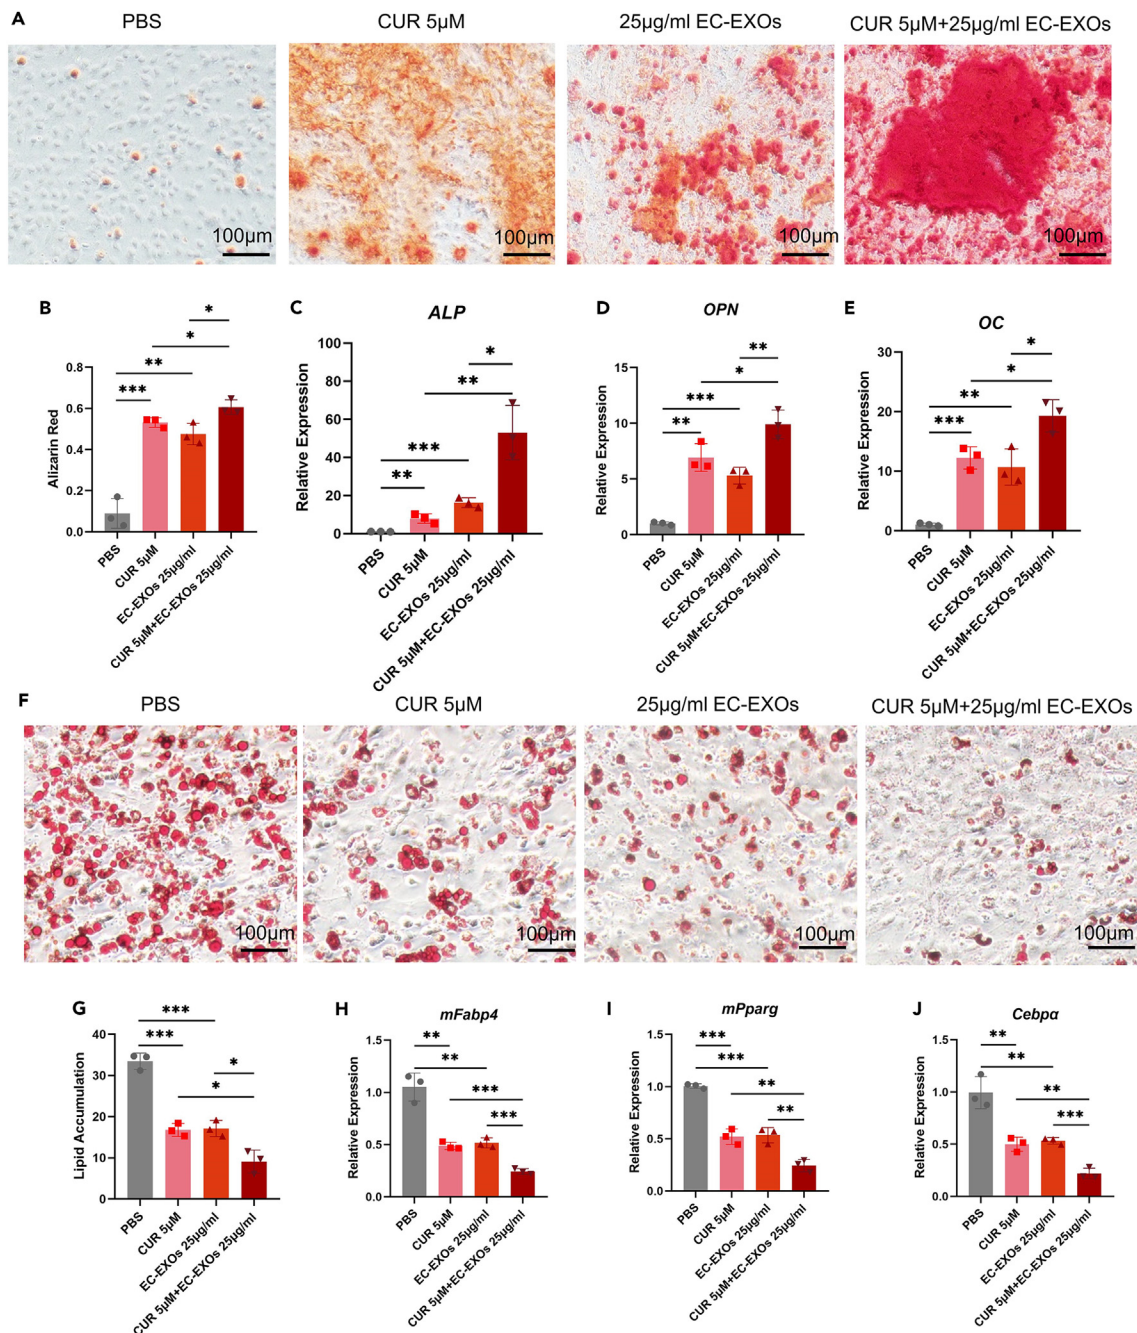 A
PBS
CUR 5μM
25μg/ml EC-EXOs
CUR 5μM+25μg/ml EC-EXOs
100μm
100μm
100μm
100μm
B
Alizarin Red
0.8
0.6
0.4
0.2
0.0
***
**
*
*
PBS
CUR 5μM
EC-EXOs 25μg/ml
CUR 5μM+EC-EXOs 25μg/ml
C
ALP
Relative Expression
100
80
60
40
20
0
**
***
**
*
PBS
CUR 5μM
EC-EXOs 25μg/ml
CUR 5μM+EC-EXOs 25μg/ml
D
OPN
Relative Expression
15
10
5
0
**
***
*
**
PBS
CUR 5μM
EC-EXOs 25μg/ml
CUR 5μM+EC-EXOs 25μg/ml
E
OC
Relative Expression
30
20
10
0
***
**
*
*
PBS
CUR 5μM
EC-EXOs 25μg/ml
CUR 5μM+EC-EXOs 25μg/ml
F
PBS
CUR 5μM
25μg/ml EC-EXOs
CUR 5μM+25μg/ml EC-EXOs
100μm
100μm
100μm
100μm
G
Lipid Accumulation
40
30
20
10
0
***
***
*
*
PBS
CUR 5μM
EC-EXOs 25μg/ml
CUR 5μM+EC-EXOs 25μg/ml
H
mFabp4
Relative Expression
1.5
1.0
0.5
0.0
**
**
***
***
PBS
CUR 5μM
EC-EXOs 25μg/ml
CUR 5μM+EC-EXOs 25μg/ml
I
mPparg
Relative Expression
1.5
1.0
0.5
0.0
***
***
**
**
PBS
CUR 5μM
EC-EXOs 25μg/ml
CUR 5μM+EC-EXOs 25μg/ml
J
Cebpα
Relative Expression
1.5
1.0
0.5
0.0
**
**
**
***
PBS
CUR 5μM
EC-EXOs 25μg/ml
CUR 5μM+EC-EXOs 25μg/ml